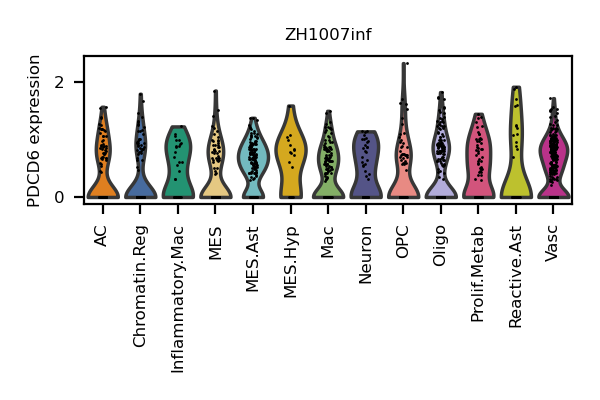 ZH1007inf
PDCD6 expression
2
0
AC
Chromatin.Reg
Inflammatory.Mac
MES
MES.Ast
MES.Hyp
Mac
Neuron
OPC
Oligo
Prolif.Metab
Reactive.Ast
Vasc